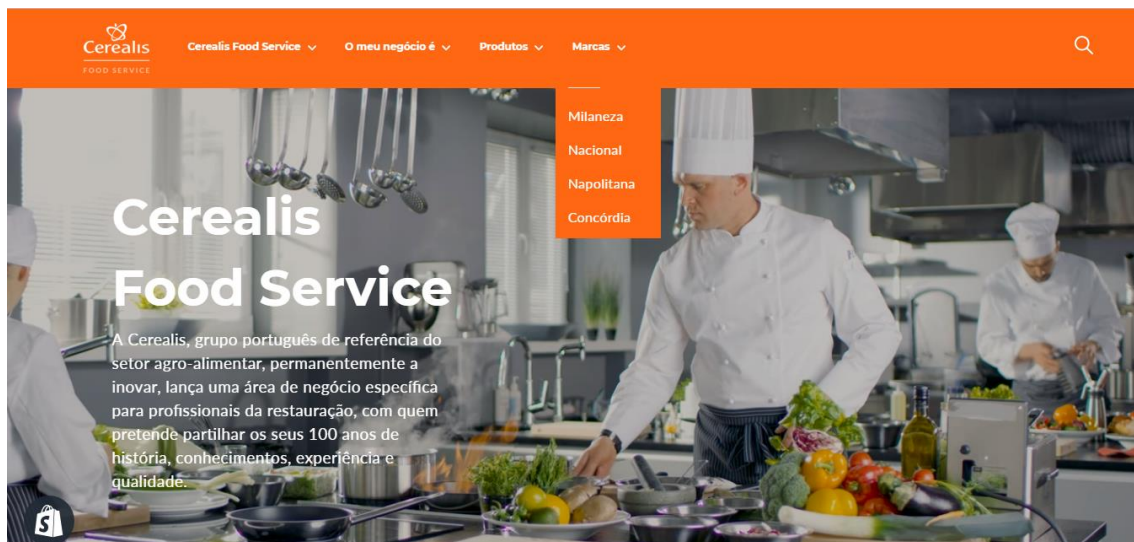 Cerealis
FOOD SERVICE
Cerealis Food Service
O meu negócio é
Produtos
Marcas
Milaneza
Nacional
Napolitana
Concórdia
Cerealis
Food Service
A Cerealis, grupo português de referência do
setor agro-alimentar, permanentemente a
inovar, lança uma área de negócio específica
para profissionais da restauração, com quem
pretende partilhar os seus 100 anos de
história, conhecimentos, experiência e
qualidade.
S